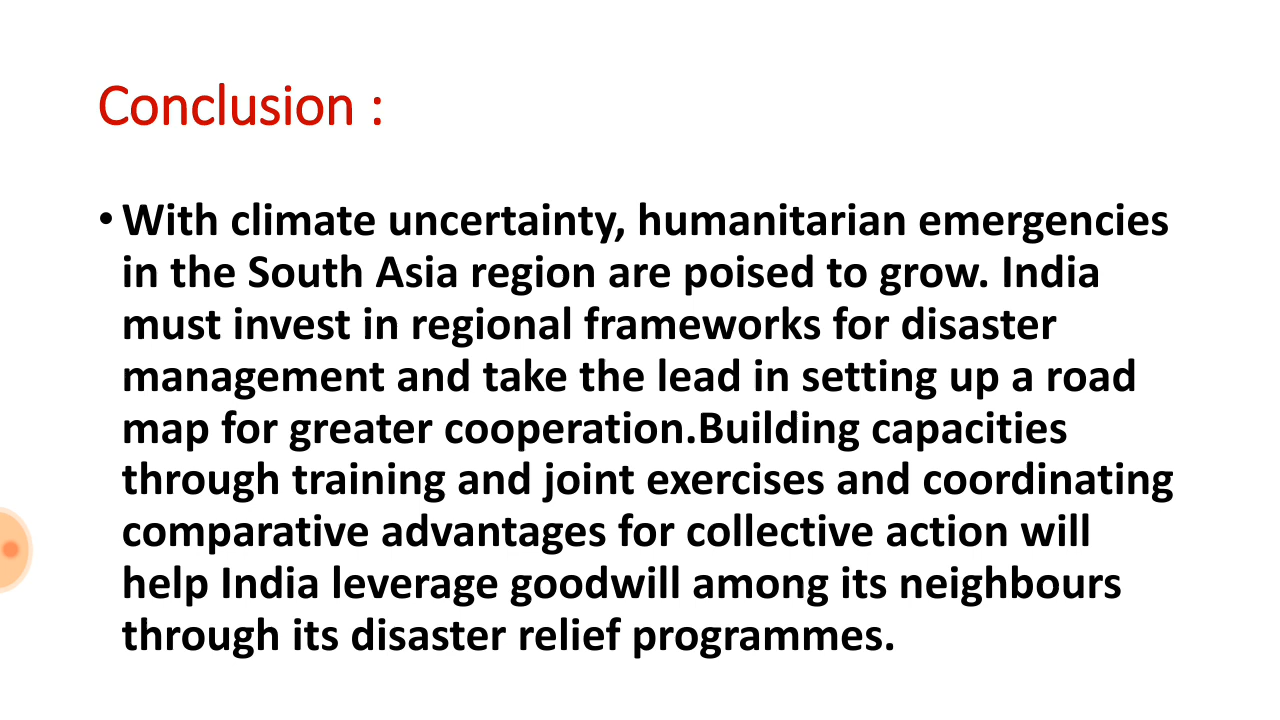 Conclusion :
• With climate uncertainty, humanitarian emergencies
in the South Asia region are poised to grow. India
must invest in regional frameworks for disaster
management and take the lead in setting up a road
map for greater cooperation.Building capacities
through training and joint exercises and coordinating
comparative advantages for collective action will
help India leverage goodwill among its neighbours
through its disaster relief programmes.